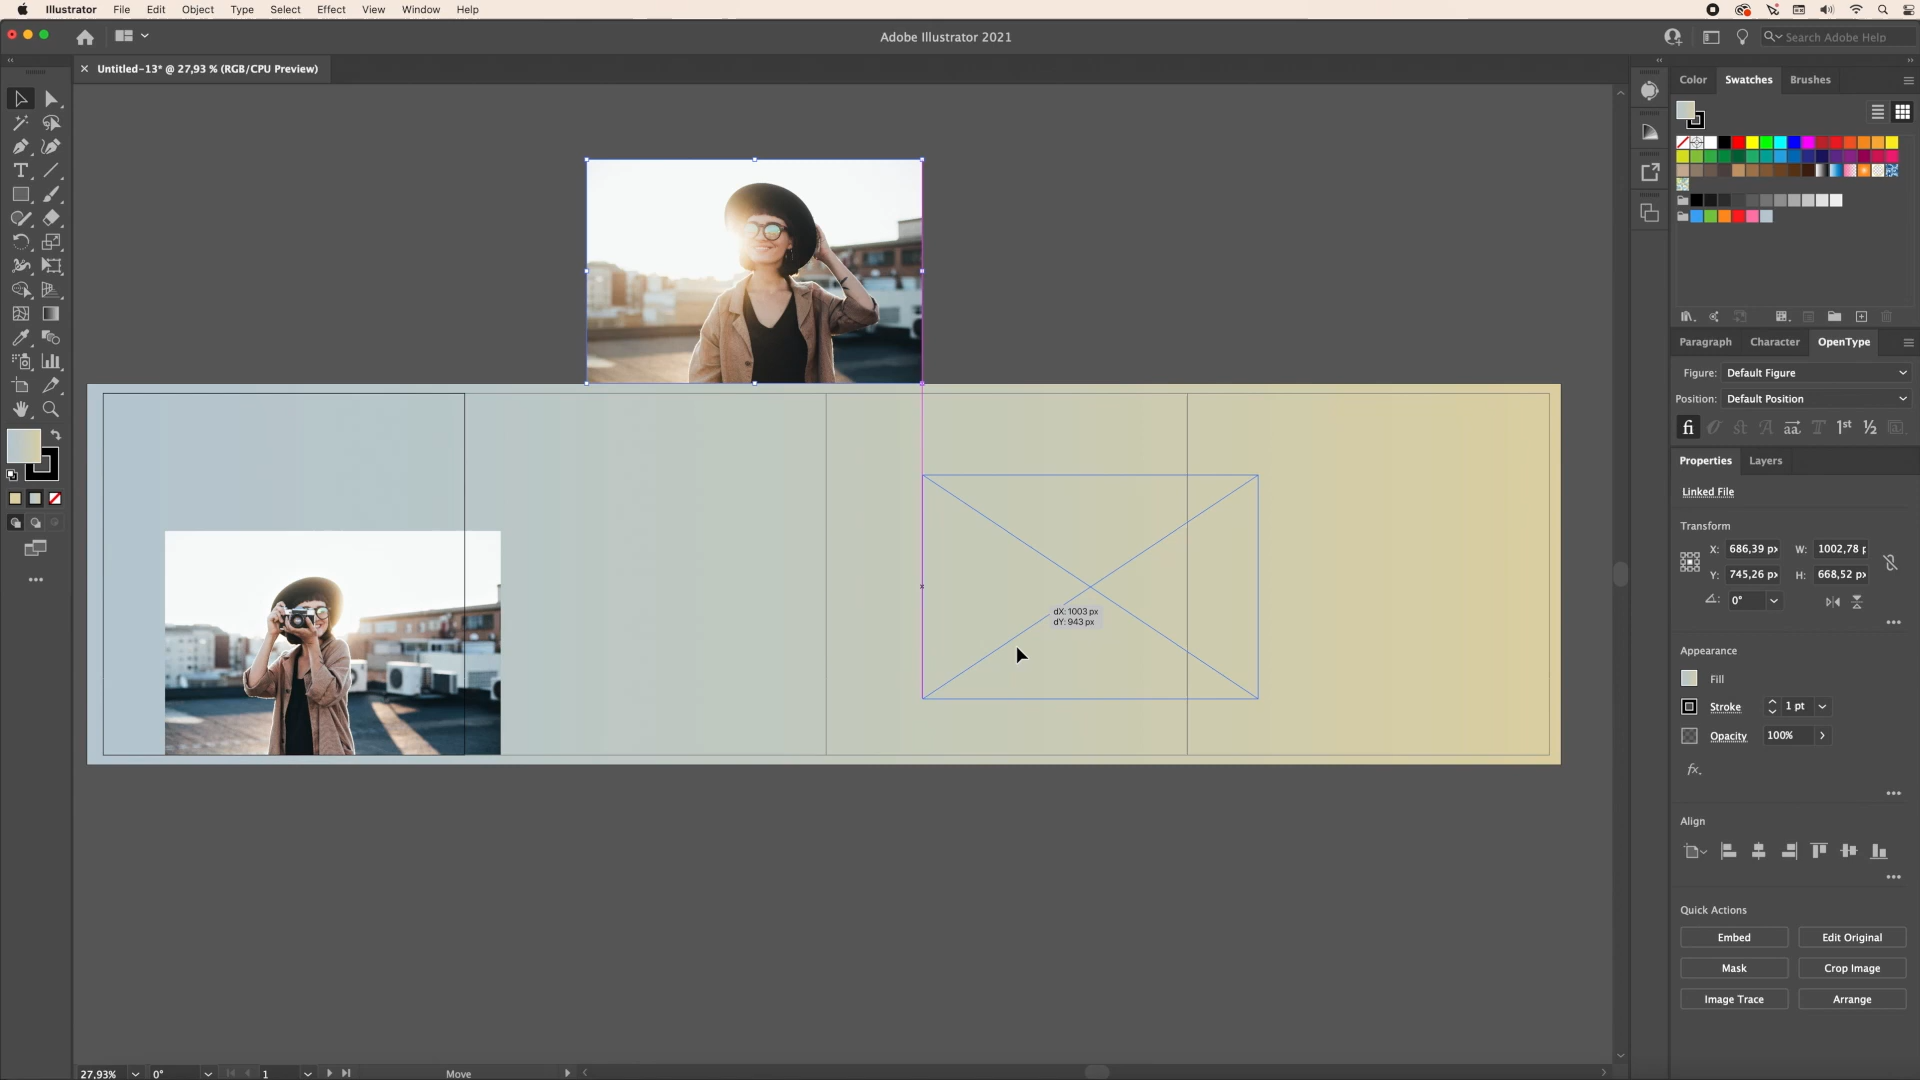 Illustrator File Edit Object Type Select Effect View Window Help
Adobe Illustrator 2021
Search Adobe Help
Untitled-13* @ 27,93 % (RGB/CPU Preview)
Color Swatches Brushes
Paragraph Character OpenType
Figure: Default Figure
Position: Default Position
Properties Layers
Linked File
Transform
X: 686,39 px W: 1002,78 p
Y: 745,26 px H: 668,52 px
0°
dX: 1003 px
dY: 943 px
Appearance
Fill
Stroke 1 pt
Opacity 100%
fx.
Align
Quick Actions
Embed Edit Original
Mask Crop Image
Image Trace Arrange
27,93% 0° 1 Move